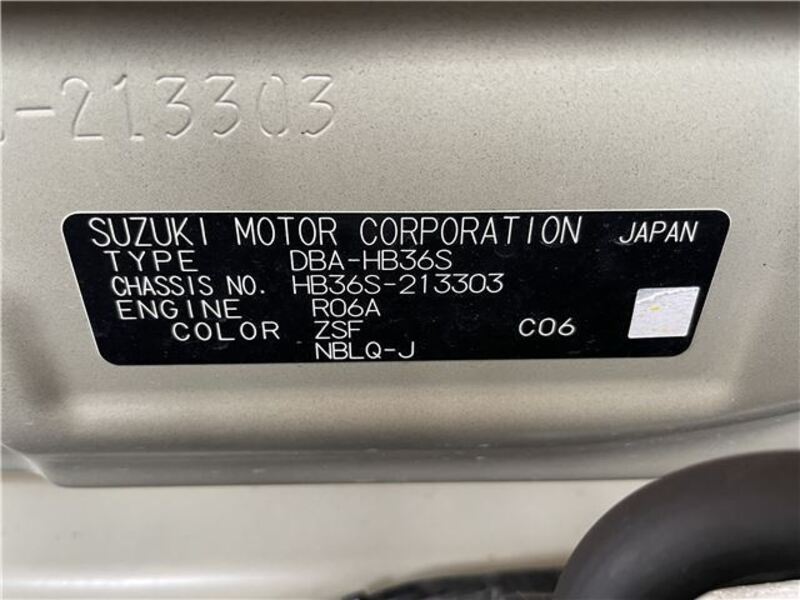 -213303
SUZUKI MOTOR CORPORATION JAPAN
TYPE DBA-HB36S
CHASSIS NO. HB36S-213303
ENGINE R06A
COLOR ZSF C06
NBLQ-J